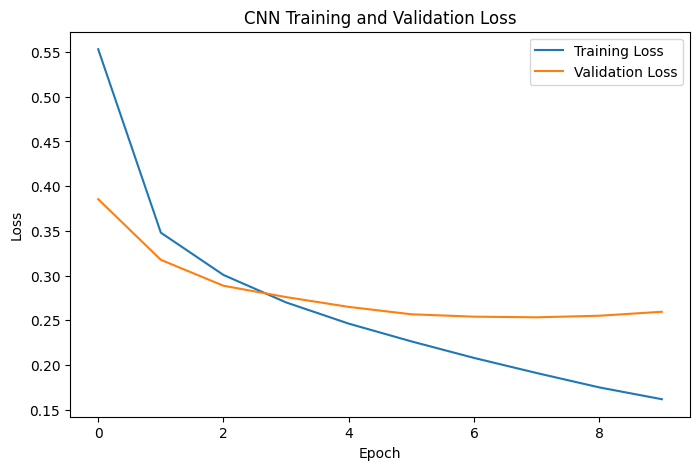 CNN Training and Validation Loss
Training Loss
Validation Loss
0.55
0.50
0.45
0.40
0.35
0.30
0.25
0.20
0.15
Loss
0 2 4 6 8
Epoch